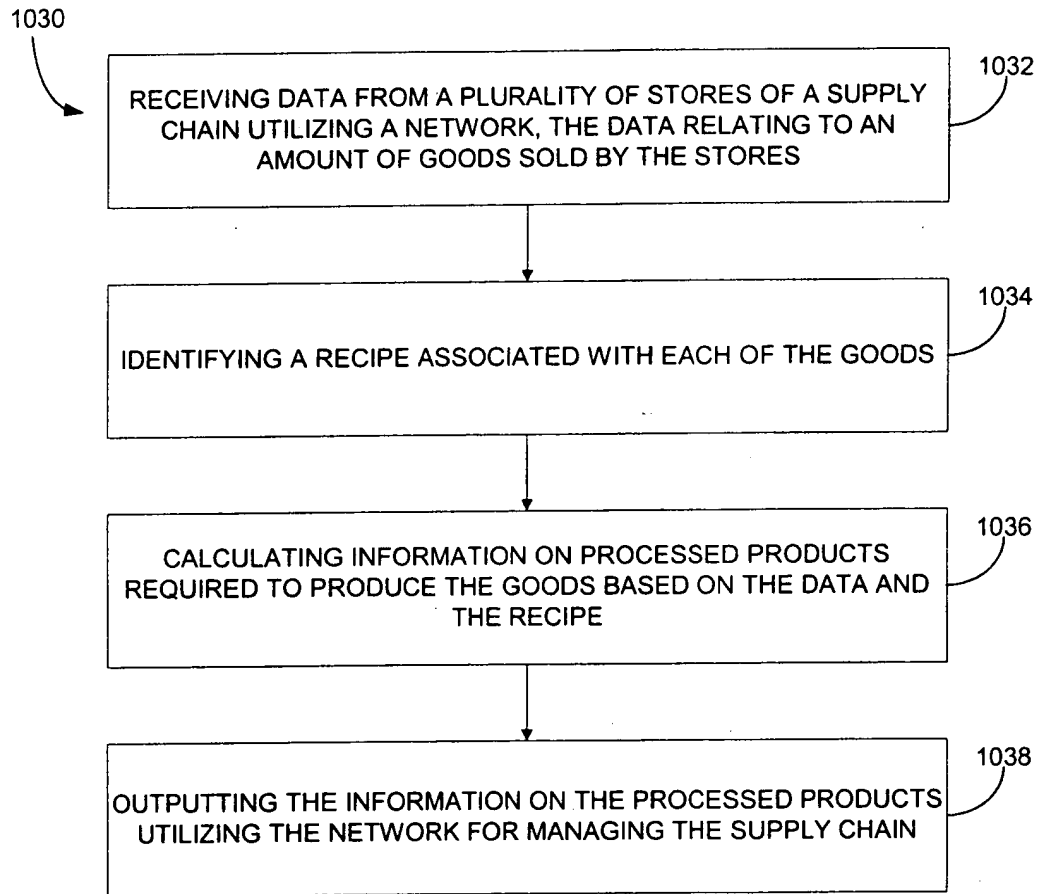 1030
1032
RECEIVING DATA FROM A PLURALITY OF STORES OF A SUPPLY
CHAIN UTILIZING A NETWORK, THE DATA RELATING TO AN
AMOUNT OF GOODS SOLD BY THE STORES
1034
IDENTIFYING A RECIPE ASSOCIATED WITH EACH OF THE GOODS
1036
CALCULATING INFORMATION ON PROCESSED PRODUCTS
REQUIRED TO PRODUCE THE GOODS BASED ON THE DATA AND
THE RECIPE
1038
OUTPUTTING THE INFORMATION ON THE PROCESSED PRODUCTS
UTILIZING THE NETWORK FOR MANAGING THE SUPPLY CHAIN